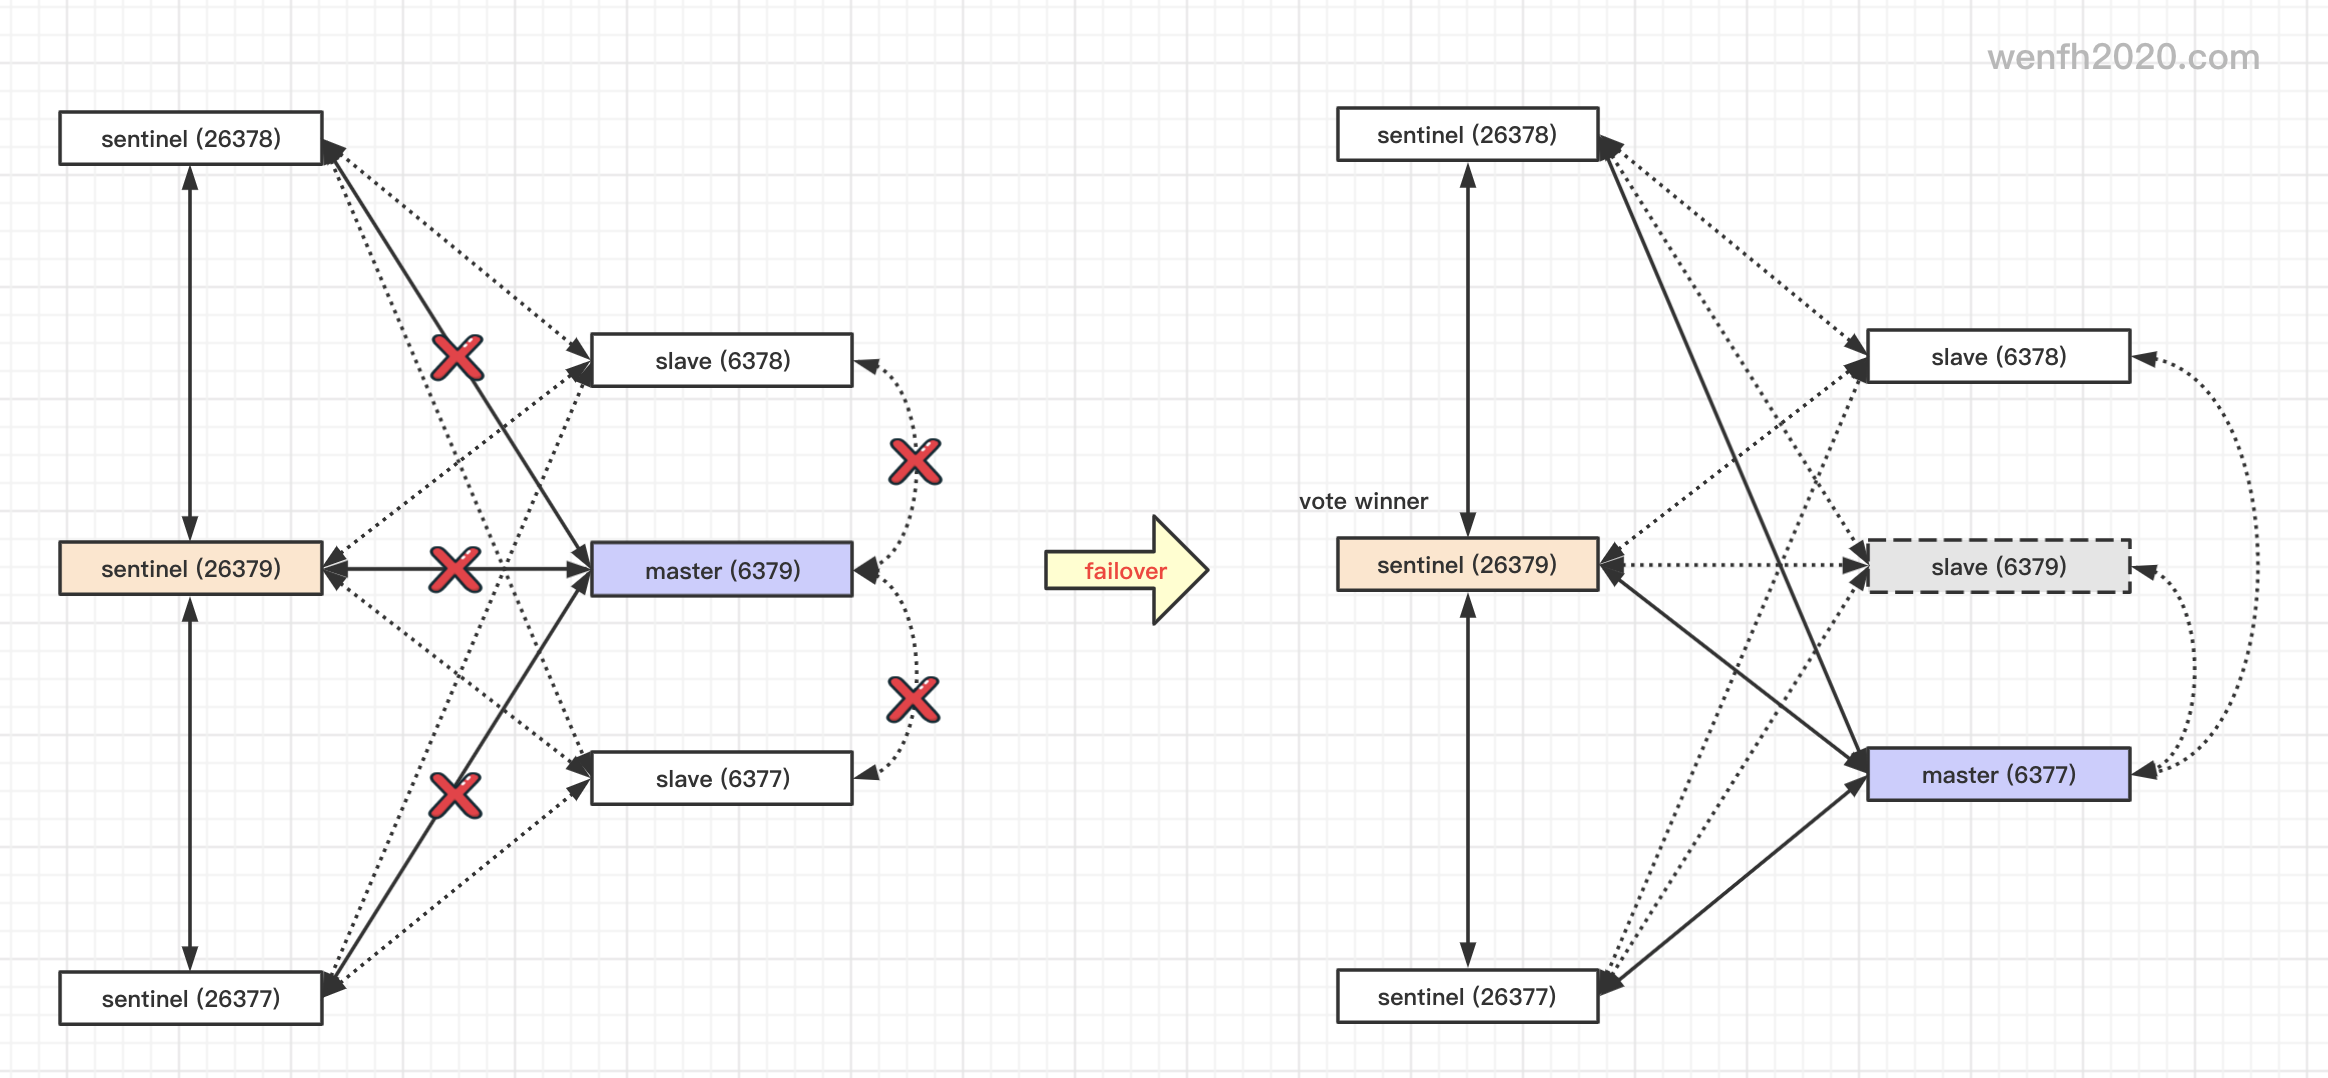 wenfh2020.com
sentinel (26378)
slave (6378)
sentinel (26379)
master (6379)
slave (6377)
sentinel (26377)
failover
sentinel (26378)
slave (6378)
vote winner
sentinel (26379)
slave (6379)
master (6377)
sentinel (26377)